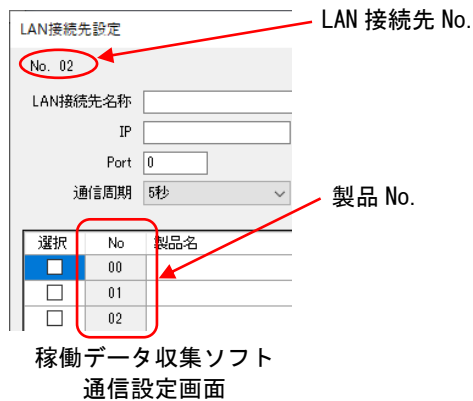 LAN接続先設定
LAN 接続先 No.
No. 02
LAN接続先名称
IP
Port 0
通信周期 5秒
製品 No.
選択 No 製品名
00
01
02
稼働データ収集ソフト
通信設定画面